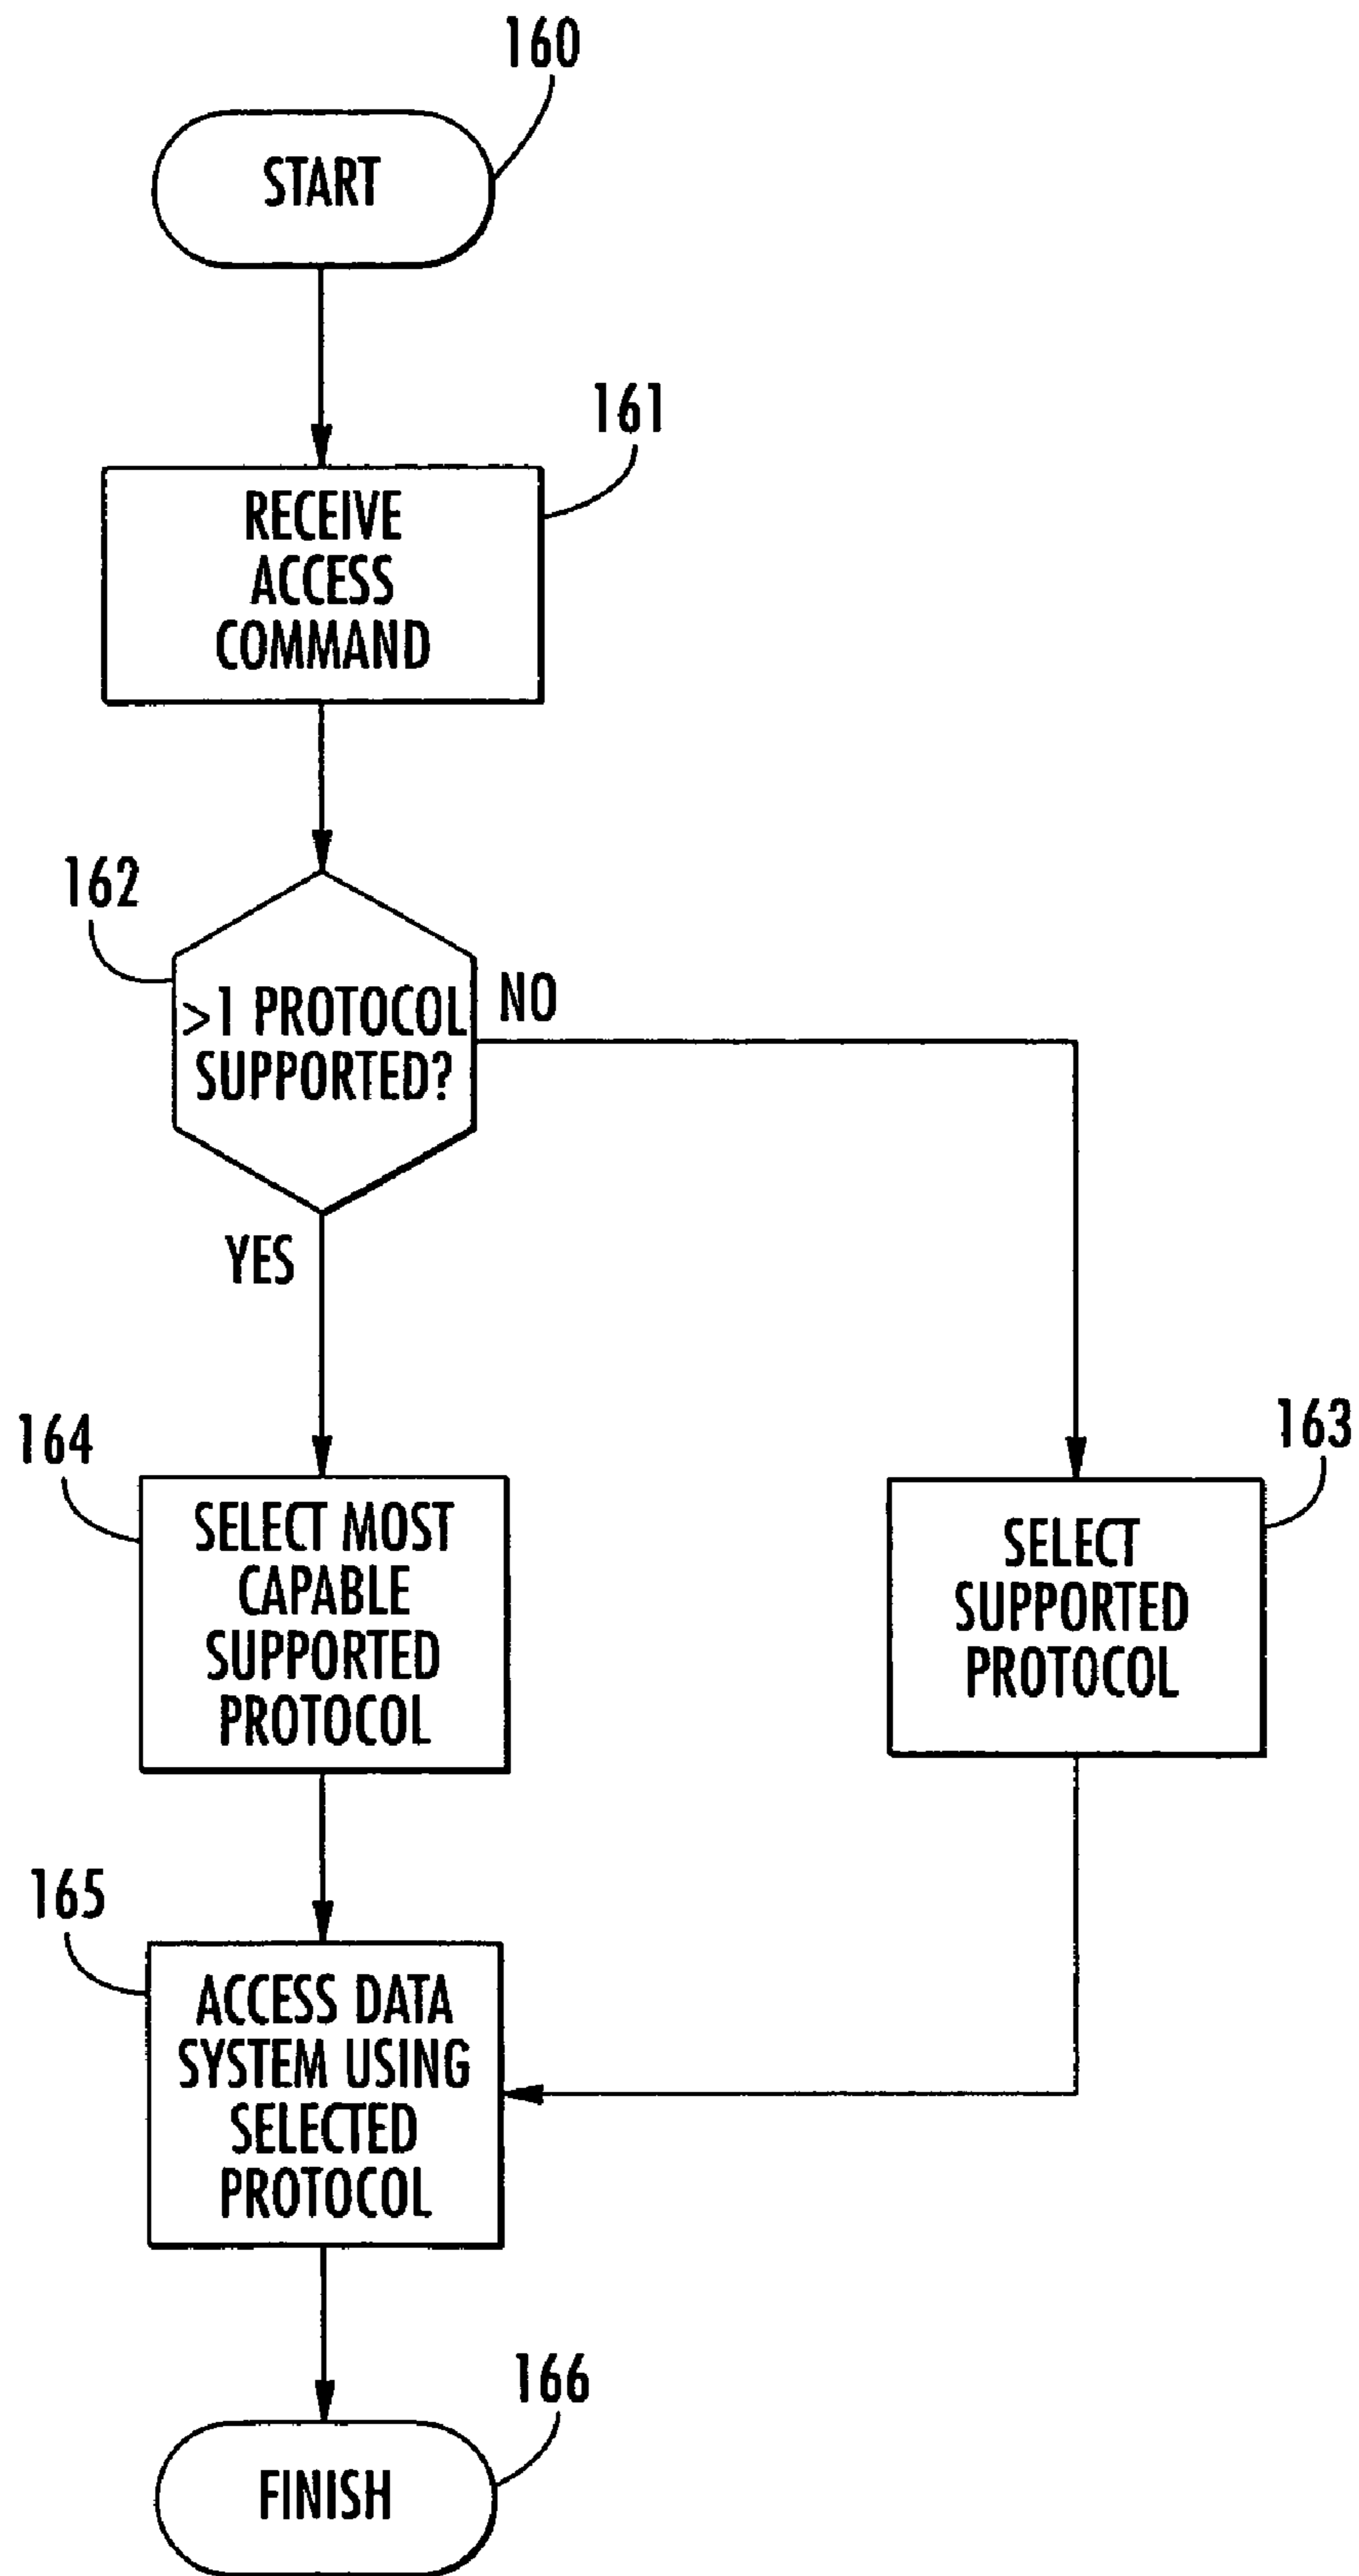 160
START
161
RECEIVE
ACCESS
COMMAND
162
>1 PROTOCOL
SUPPORTED?
NO
YES
164
SELECT MOST
CAPABLE
SUPPORTED
PROTOCOL
163
SELECT
SUPPORTED
PROTOCOL
165
ACCESS DATA
SYSTEM USING
SELECTED
PROTOCOL
166
FINISH